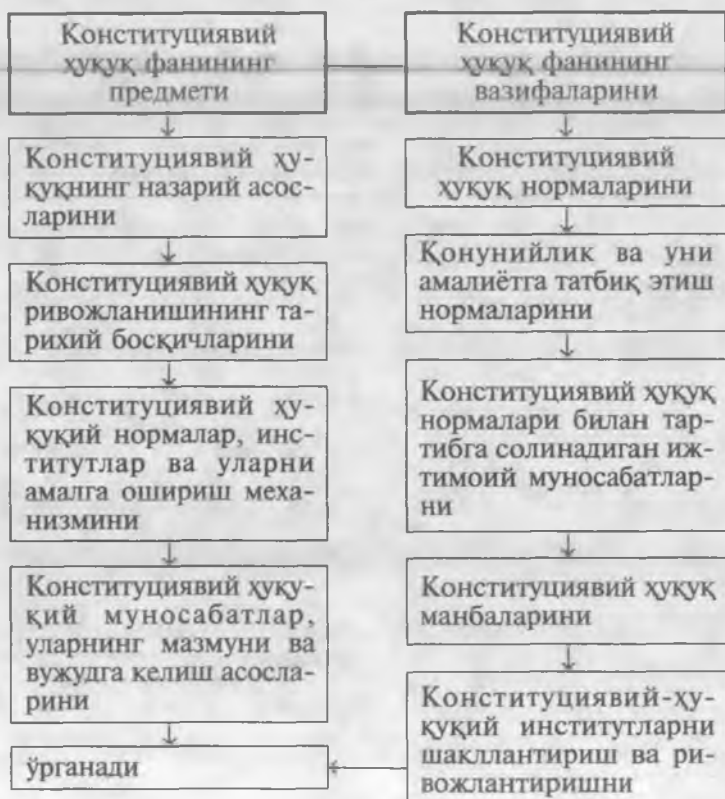 Конституциявий
ҳуқуқ фанининг
предмети
Конституциявий ҳу-
қуқнинг назарий асос-
ларини
Конституциявий ҳуқуқ
ривожланишининг та-
рихий босқичларини
Конституциявий ҳу-
қуқий нормалар, инс-
титутлар ва уларни
амалга ошириш меха-
низмини
Конституциявий ҳуқу-
қий муносабатлар,
уларнинг мазмуни ва
вужудга келиш асосла-
рини
ўрганади
Конституциявий
ҳуқуқ фанининг
вазифаларини
Конституциявий
ҳуқуқ нормаларини
Қонунийлик ва уни
амалиётга татбиқ этиш
нормаларини
Конституциявий ҳуқуқ
нормалари билан тар-
тибга солинадиган иж-
тимоий муносабатлар-
ни
Конституциявий ҳуқуқ
манбаларини
Конституциявий-ҳу-
қуқий институтларни
шакллантириш ва ри-
вожлантиришни